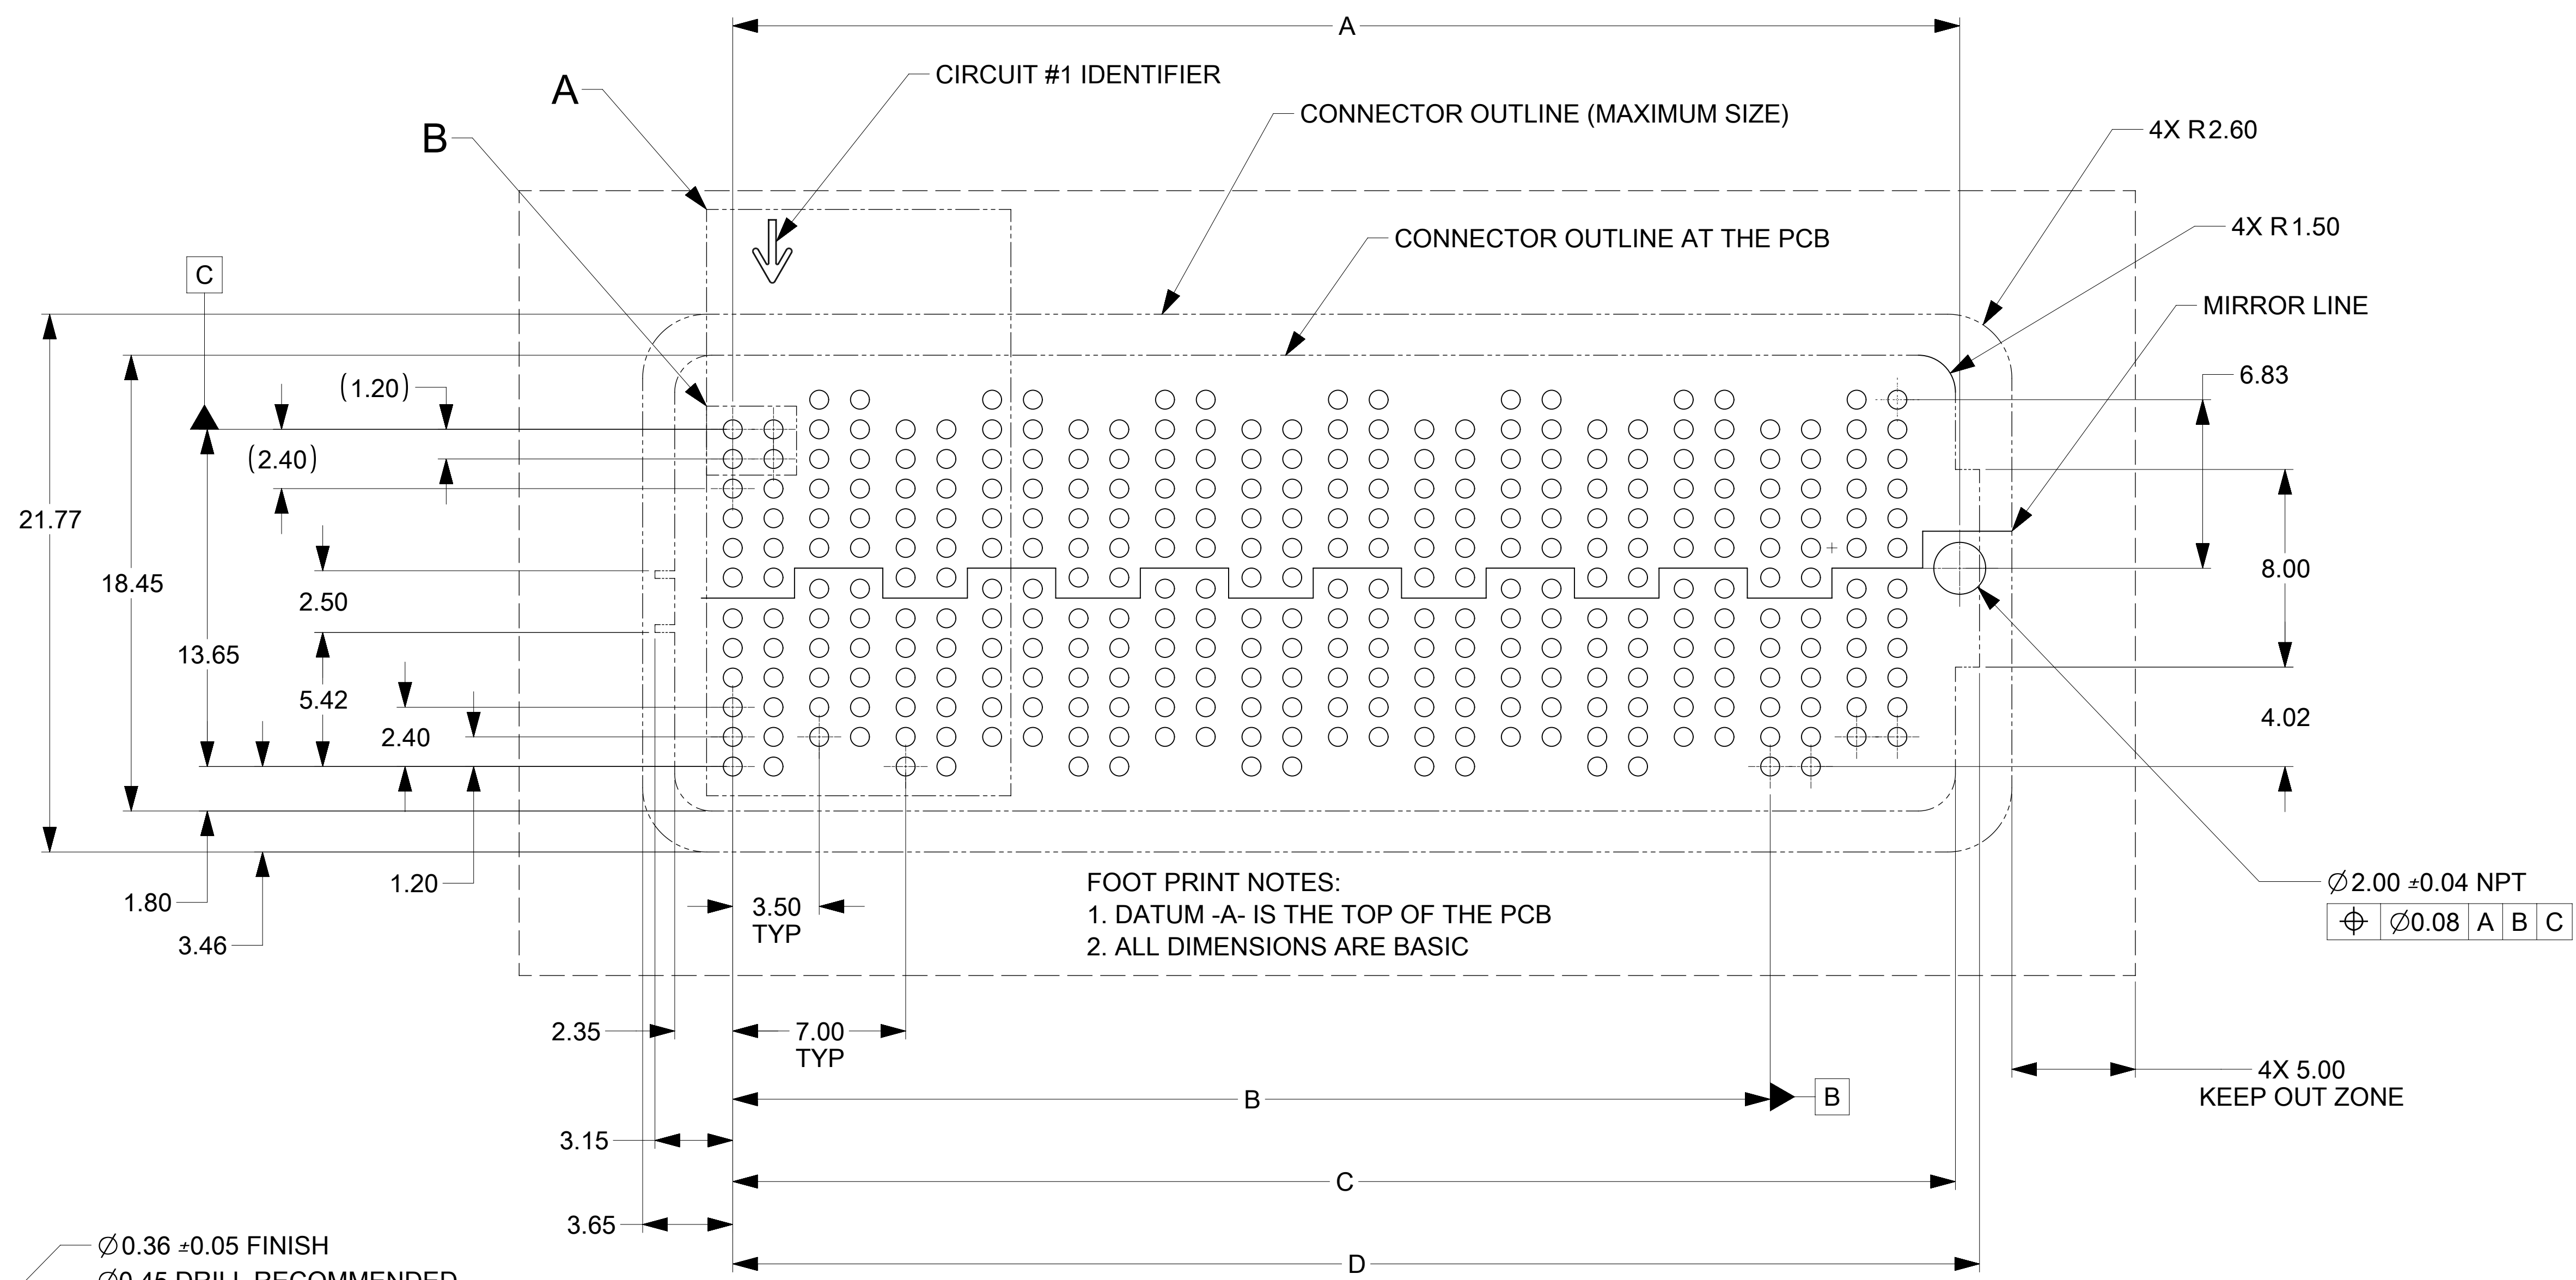 A
CIRCUIT #1 IDENTIFIER
A
CONNECTOR OUTLINE (MAXIMUM SIZE)
B
4X R2.60
4X R1.50
CONNECTOR OUTLINE AT THE PCB
C
MIRROR LINE
(1.20)
6.83
(2.40)
21.77
18.45
8.00
2.50
13.65
5.42
4.02
2.40
1.20
1.80
3.46
3.50
TYP
FOOT PRINT NOTES:
1. DATUM -A- IS THE TOP OF THE PCB
2. ALL DIMENSIONS ARE BASIC
Ø2.00 ±0.04 NPT
⌖ Ø0.08 A B C
2.35
7.00
TYP
4X 5.00
KEEP OUT ZONE
B
B
3.15
C
3.65
D
Ø0.36 ±0.05 FINISH
Ø0.45 DRILL RECOMMENDED